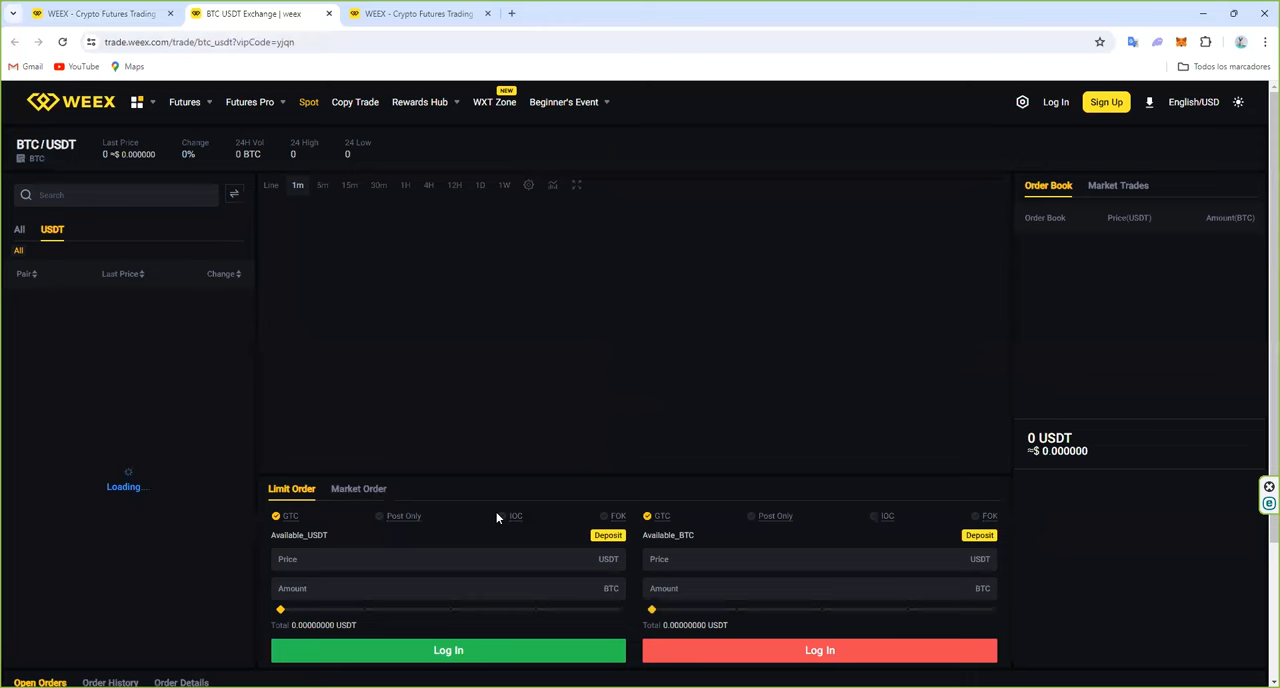 WEEX - Crypto Futures Trading
BTC USDT Exchange | weex
WEEX - Crypto Futures Trading
trade.weex.com/trade/btc_usdt?vipCode=yjqn
Gmail YouTube Maps Todos los marcadores
WEEX Futures Futures Pro Spot Copy Trade Rewards Hub WXT Zone NEW Beginner's Event Log In Sign Up English/USD
BTC/USDT
BTC
Last Price
0 ≈$ 0.000000
Change
0%
24H Vol
0 BTC
24 High
0
24 Low
0
Search
All USDT
All
Pair Last Price Change
Loading...
Line 1m 5m 15m 30m 1H 4H 12H 1D 1W
Order Book Market Trades
Order Book Price(USDT) Amount(BTC)
0 USDT
≈$ 0.000000
Limit Order Market Order
GTC Post Only IOC FOK
Available_USDT Deposit
Price USDT
Amount BTC
Total 0.00000000 USDT
Log In
GTC Post Only IOC FOK
Available_BTC Deposit
Price USDT
Amount BTC
Total 0.00000000 USDT
Log In
Open Orders Order History Order Details